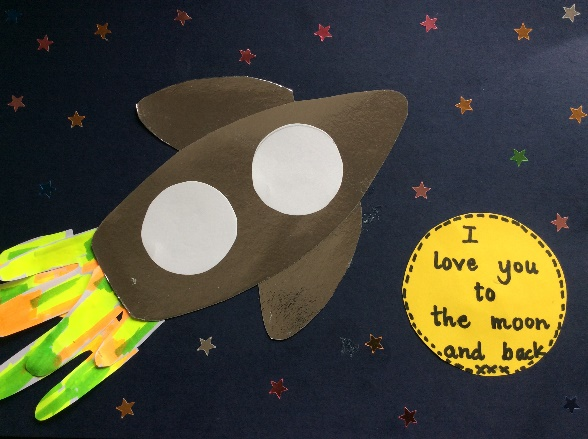 I
love you
to
the moon
and back
xxx